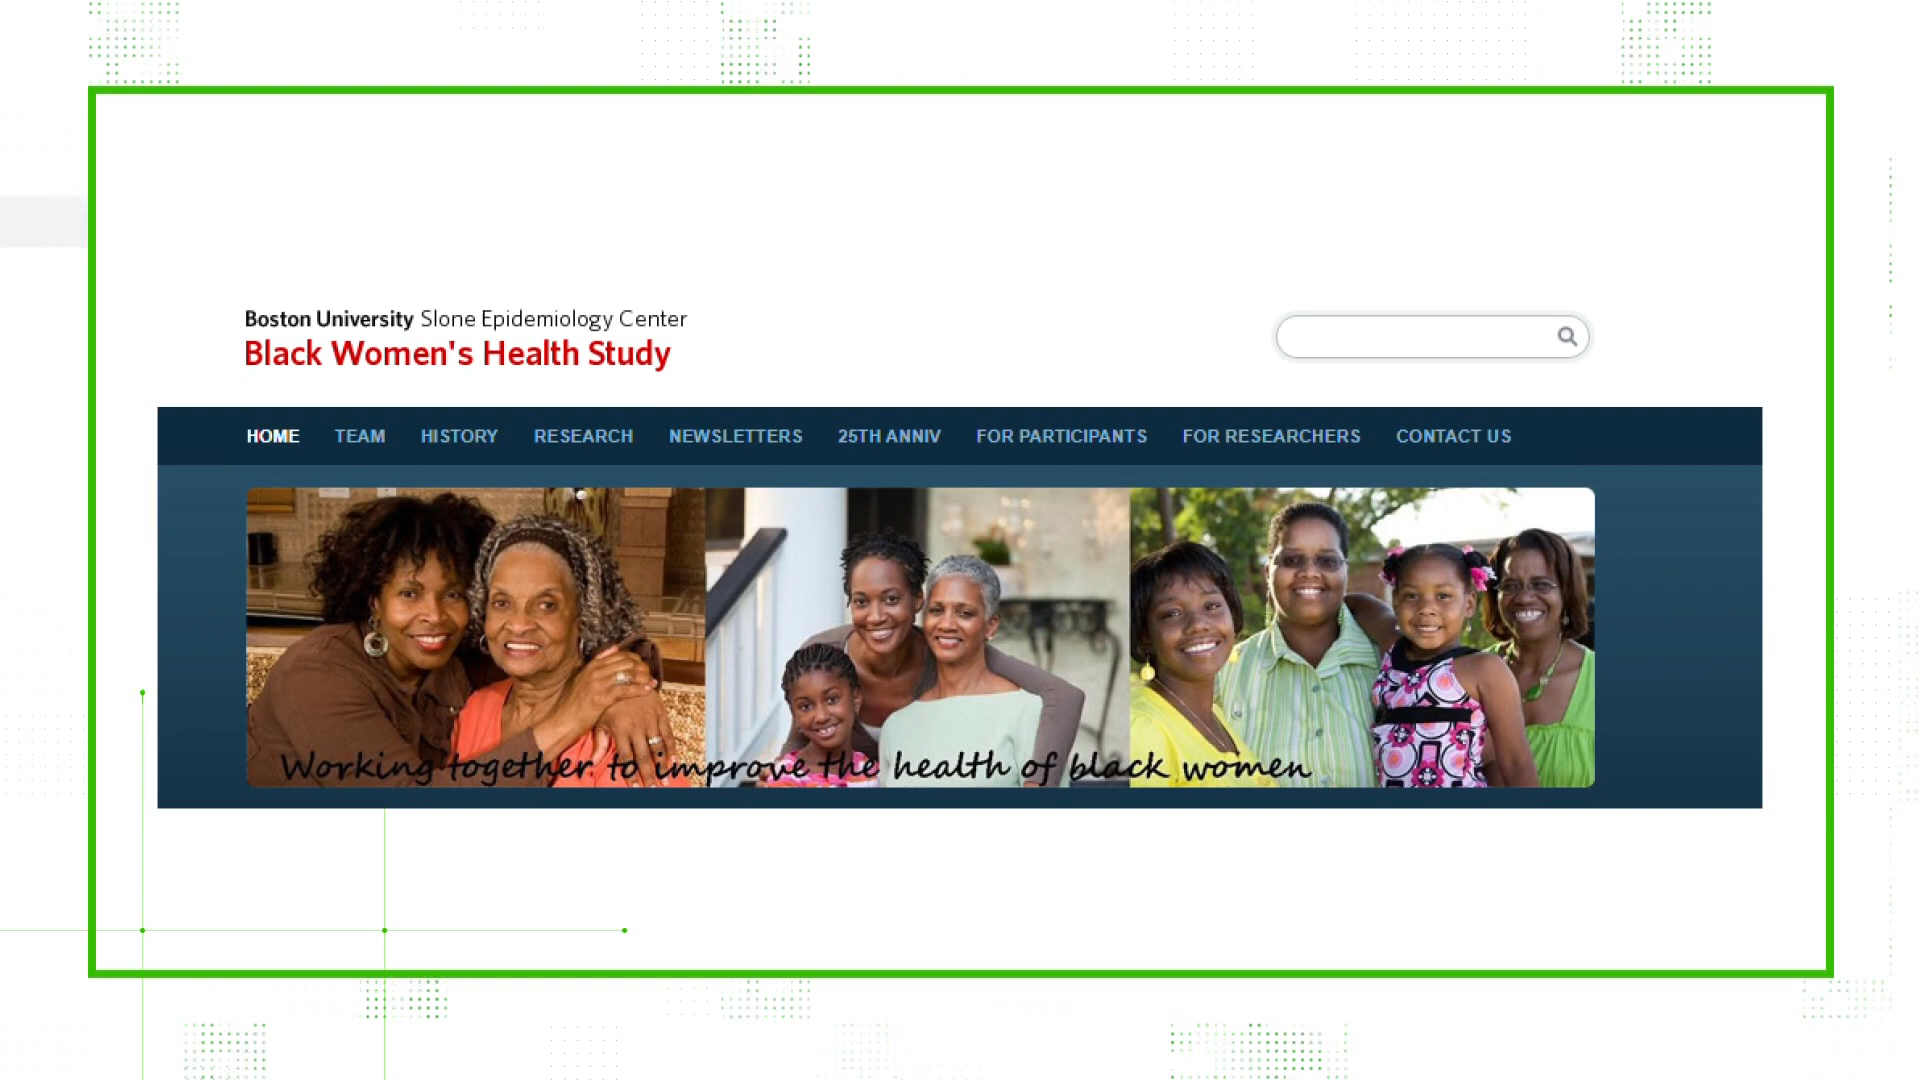 Boston University Slone Epidemiology Center
Black Women's Health Study
HOME TEAM HISTORY RESEARCH NEWSLETTERS 25TH ANNIV FOR PARTICIPANTS FOR RESEARCHERS CONTACT US
Working together to improve the health of black women